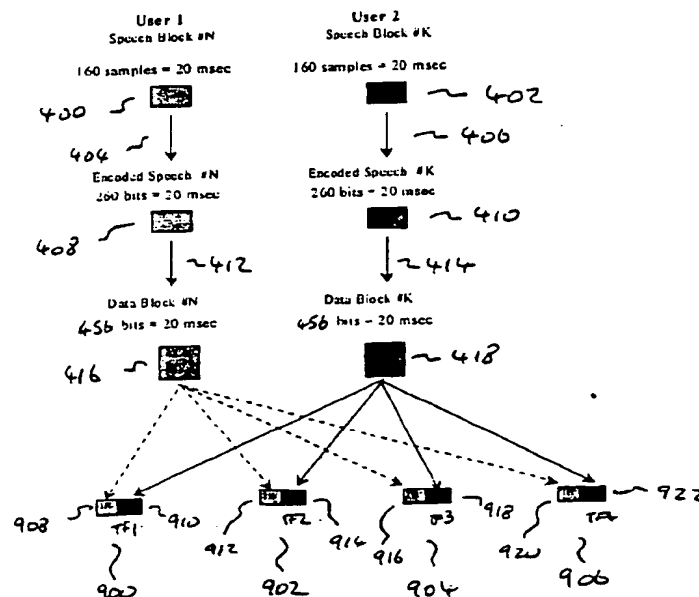 User 1
Speech Block #N
User 2
Speech Block #K
160 samples = 20 msec
160 samples = 20 msec
400
402
404
406
Encoded Speech #N
260 bits = 20 msec
Encoded Speech #K
260 bits = 20 msec
408
410
412
414
Data Block #N
456 bits = 20 msec
Data Block #K
456 bits = 20 msec
416
418
908
TF1
910
912
TF2
914
916
TF3
918
920
922
900
902
904
906